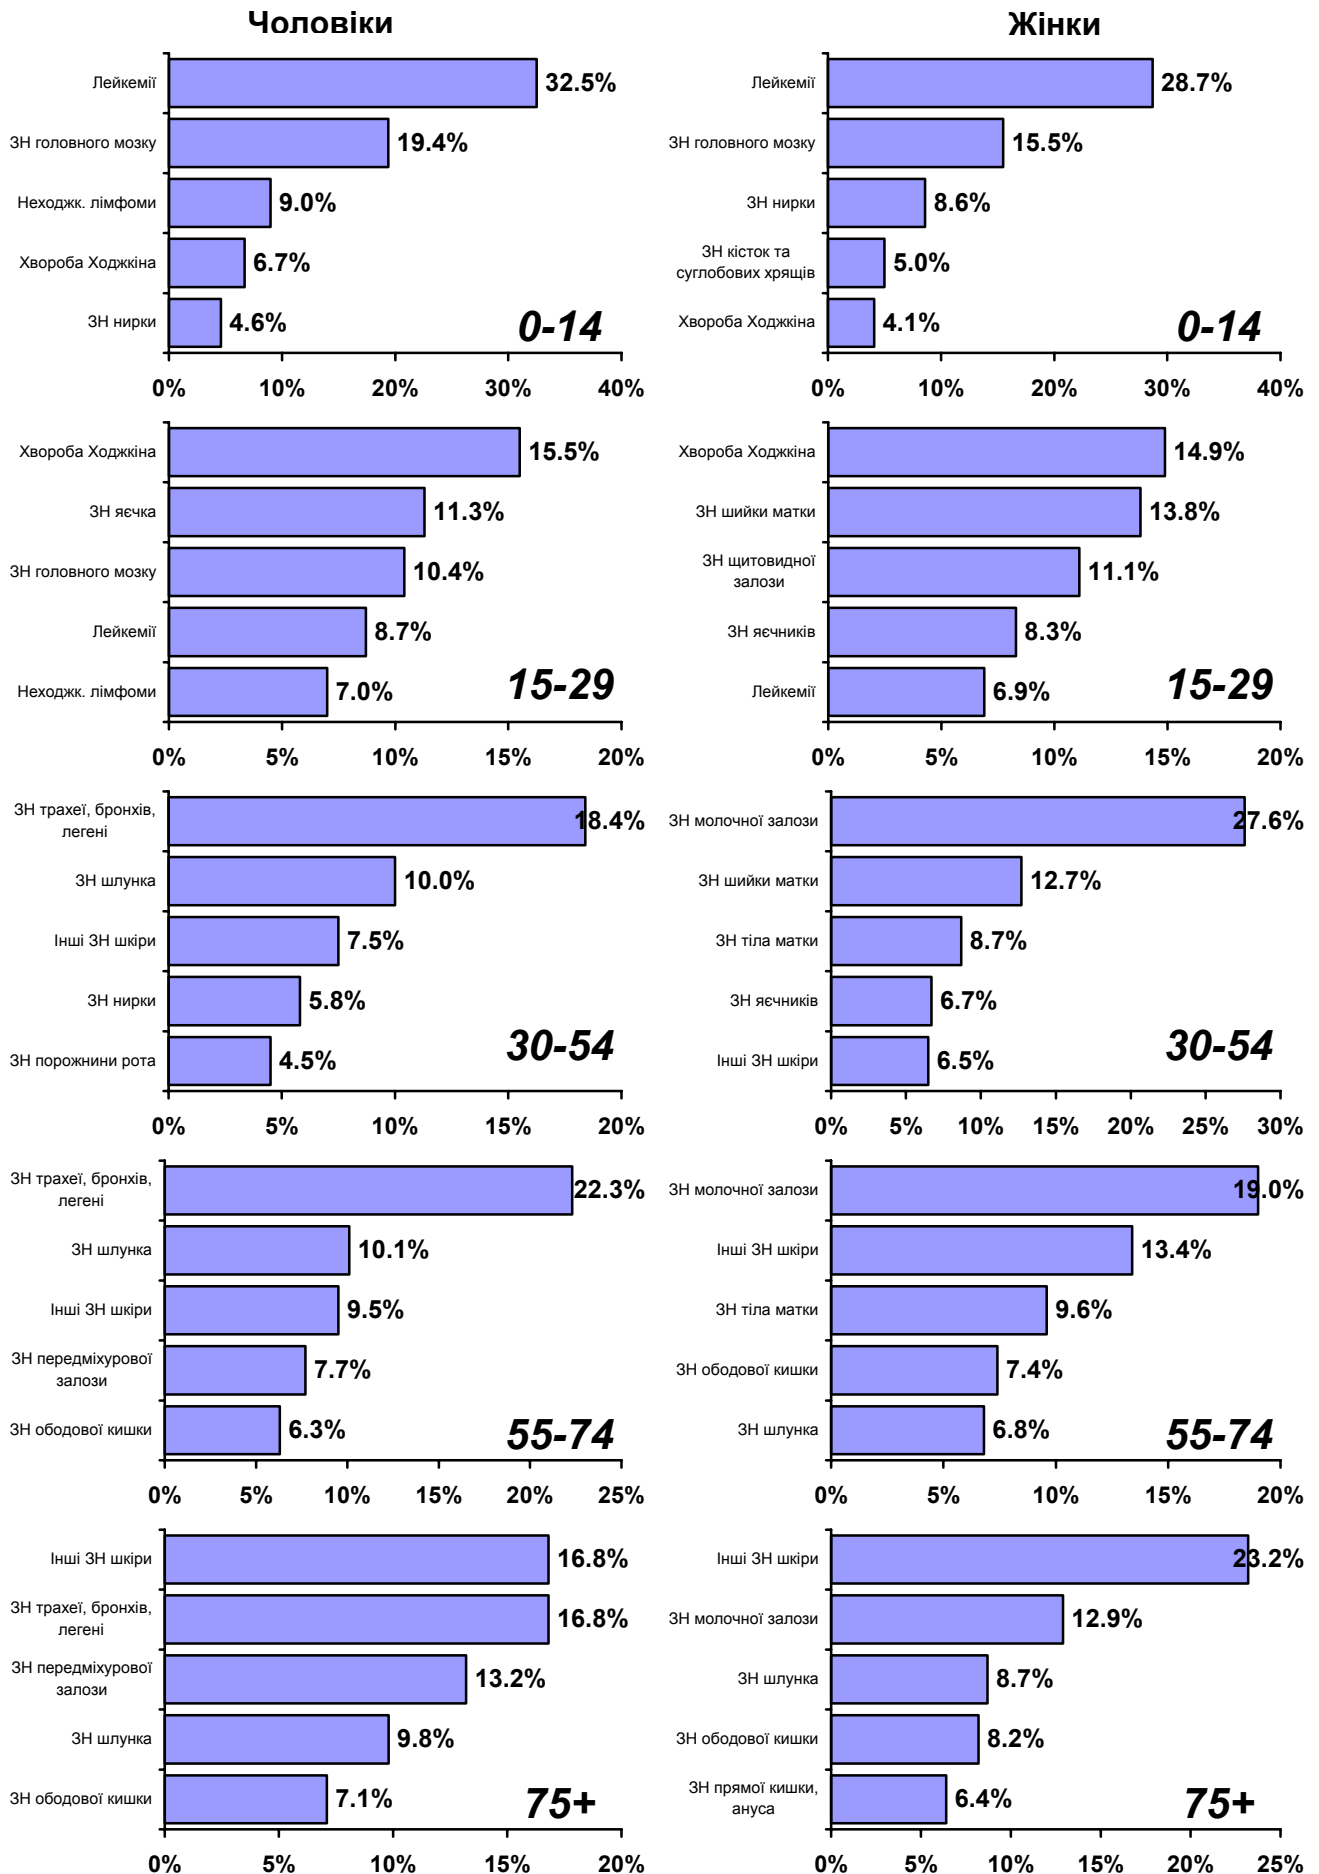 Чоловіки
Лейкемії
32.5%
ЗН головного мозку
19.4%
Неходжк. лімфоми
9.0%
Хвороба Ходжкіна
6.7%
ЗН нирки
4.6%
0-14
0% 10% 20% 30% 40%
Хвороба Ходжкіна
15.5%
ЗН яєчка
11.3%
ЗН головного мозку
10.4%
Лейкемії
8.7%
Неходжк. лімфоми
7.0%
15-29
0% 5% 10% 15% 20%
ЗН трахеї, бронхів,
легені
18.4%
ЗН шлунка
10.0%
Інші ЗН шкіри
7.5%
ЗН нирки
5.8%
ЗН порожнини рота
4.5%
30-54
0% 5% 10% 15% 20%
ЗН трахеї, бронхів,
легені
22.3%
ЗН шлунка
10.1%
Інші ЗН шкіри
9.5%
ЗН передміхурової
залози
7.7%
ЗН ободової кишки
6.3%
55-74
0% 5% 10% 15% 20% 25%
Інші ЗН шкіри
16.8%
ЗН трахеї, бронхів,
легені
16.8%
ЗН передміхурової
залози
13.2%
ЗН шлунка
9.8%
ЗН ободової кишки
7.1%
75+
0% 5% 10% 15% 20%
Жінки
Лейкемії
28.7%
ЗН головного мозку
15.5%
ЗН нирки
8.6%
ЗН кісток та
суглобових хрящів
5.0%
Хвороба Ходжкіна
4.1%
0-14
0% 10% 20% 30% 40%
Хвороба Ходжкіна
14.9%
ЗН шийки матки
13.8%
ЗН щитовидної
залози
11.1%
ЗН яєчників
8.3%
Лейкемії
6.9%
15-29
0% 5% 10% 15% 20%
ЗН молочної залози
27.6%
ЗН шийки матки
12.7%
ЗН тіла матки
8.7%
ЗН яєчників
6.7%
Інші ЗН шкіри
6.5%
30-54
0% 5% 10% 15% 20% 25% 30%
ЗН молочної залози
19.0%
Інші ЗН шкіри
13.4%
ЗН тіла матки
9.6%
ЗН ободової кишки
7.4%
ЗН шлунка
6.8%
55-74
0% 5% 10% 15% 20%
Інші ЗН шкіри
23.2%
ЗН молочної залози
12.9%
ЗН шлунка
8.7%
ЗН ободової кишки
8.2%
ЗН прямої кишки,
ануса
6.4%
75+
0% 5% 10% 15% 20% 25%